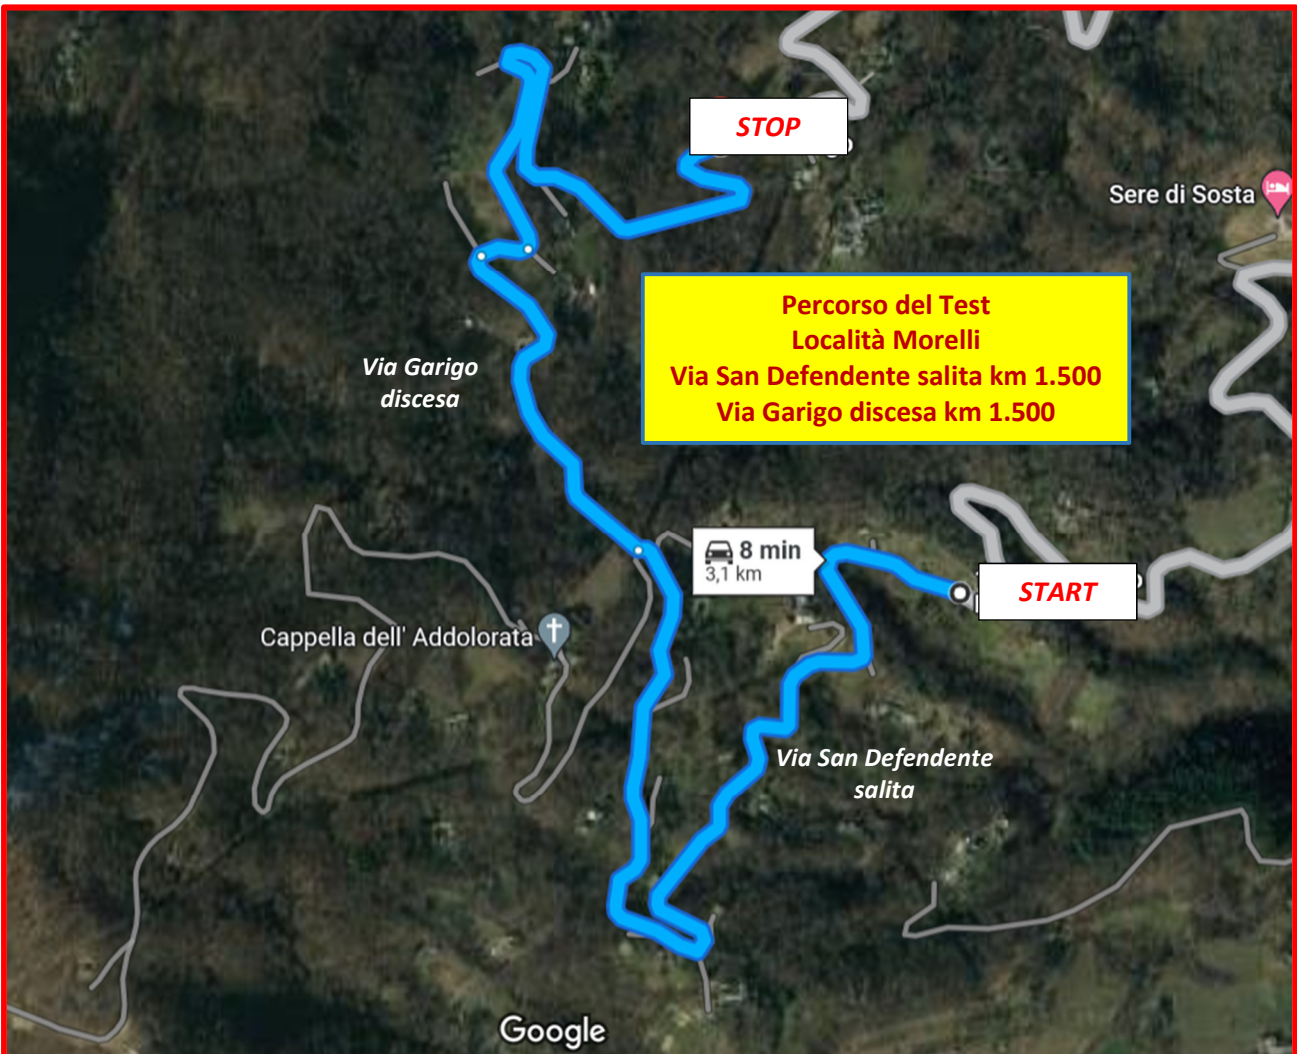 STOP
Sere di Sosta
Percorso del Test
Località Morelli
Via San Defendente salita km 1.500
Via Garigo discesa km 1.500
Via Garigo
discesa
8 min
3,1 km
START
Cappella dell' Addolorata
Via San Defendente
salita
Google